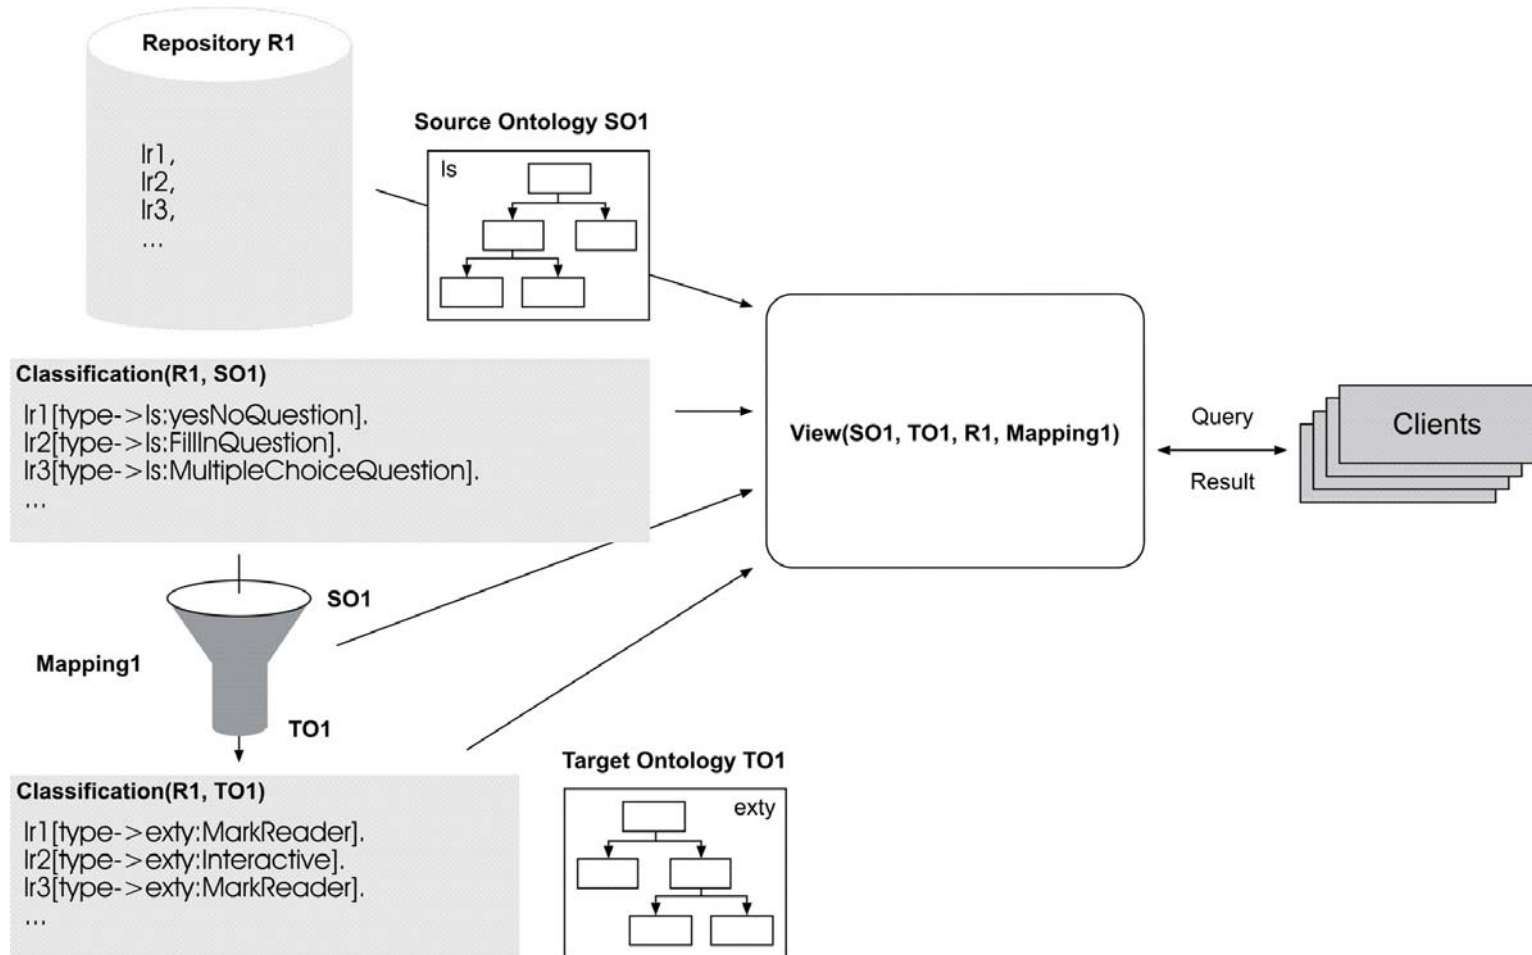 Repository R1
lr1,
lr2,
lr3,
...
Source Ontology SO1
ls
Classification(R1, SO1)
lr1[type->ls:yesNoQuestion].
lr2[type->ls:FillInQuestion].
lr3[type->ls:MultipleChoiceQuestion].
...
View(SO1, TO1, R1, Mapping1)
Query
Result
Clients
SO1
Mapping1
TO1
Classification(R1, TO1)
lr1[type->exty:MarkReader].
lr2[type->exty:Interactive].
lr3[type->exty:MarkReader].
...
Target Ontology TO1
exty